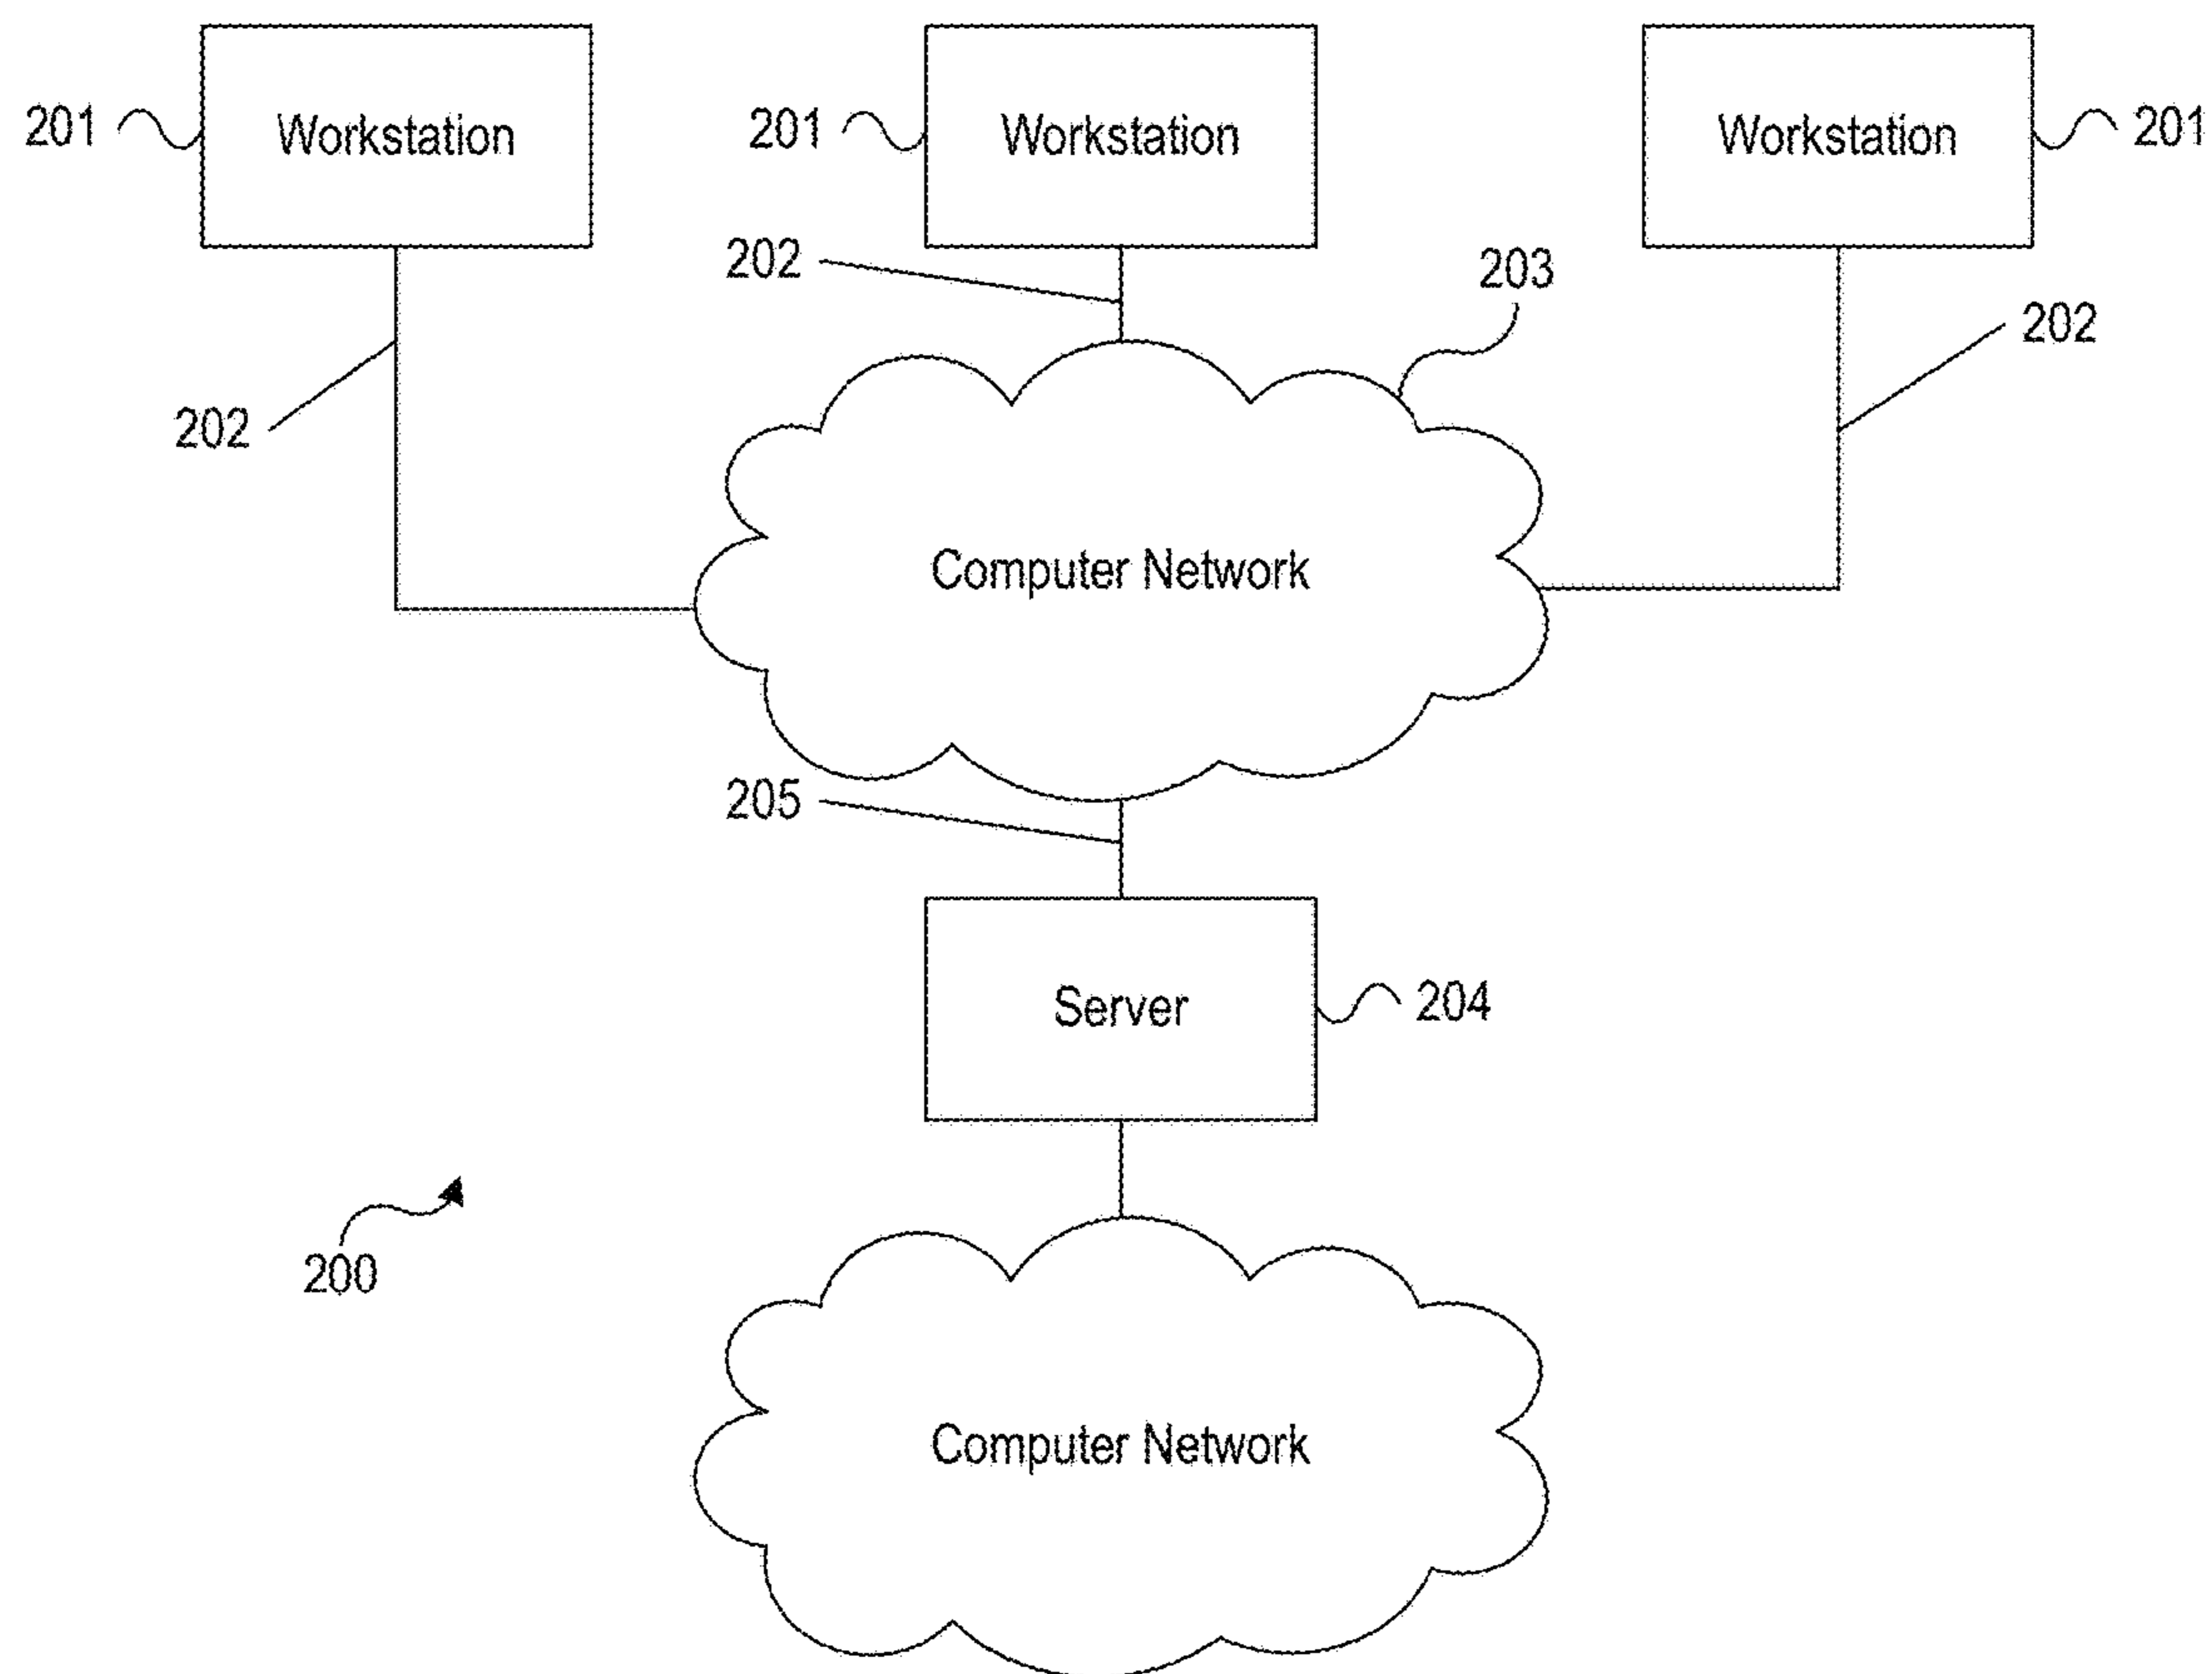 201 Workstation
201 Workstation
Workstation 201
202
203
202
202
Computer Network
205
Server 204
200
Computer Network